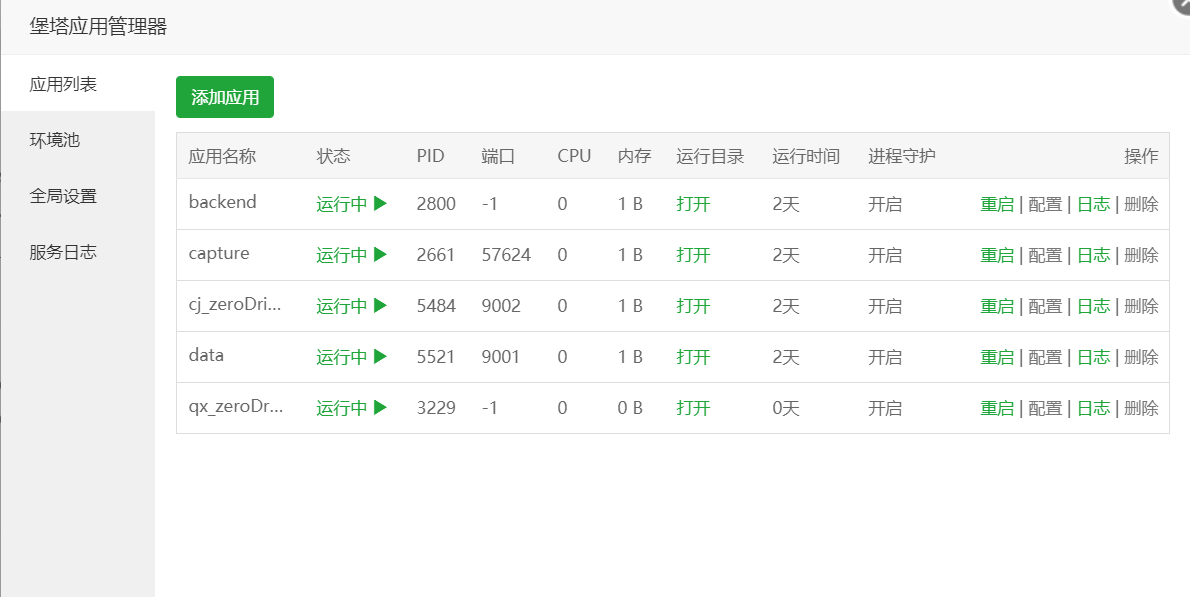 堡塔应用管理器
应用列表
环境池
全局设置
服务日志
添加应用
应用名称 状态 PID 端口 CPU 内存 运行目录 运行时间 进程守护 操作
backend 运行中 2800 -1 0 1 B 打开 2天 开启 重启 | 配置 | 日志 | 删除
capture 运行中 2661 57624 0 1 B 打开 2天 开启 重启 | 配置 | 日志 | 删除
cj_zeroDri... 运行中 5484 9002 0 1 B 打开 2天 开启 重启 | 配置 | 日志 | 删除
data 运行中 5521 9001 0 1 B 打开 2天 开启 重启 | 配置 | 日志 | 删除
qx_zeroDr... 运行中 3229 -1 0 0 B 打开 0天 开启 重启 | 配置 | 日志 | 删除